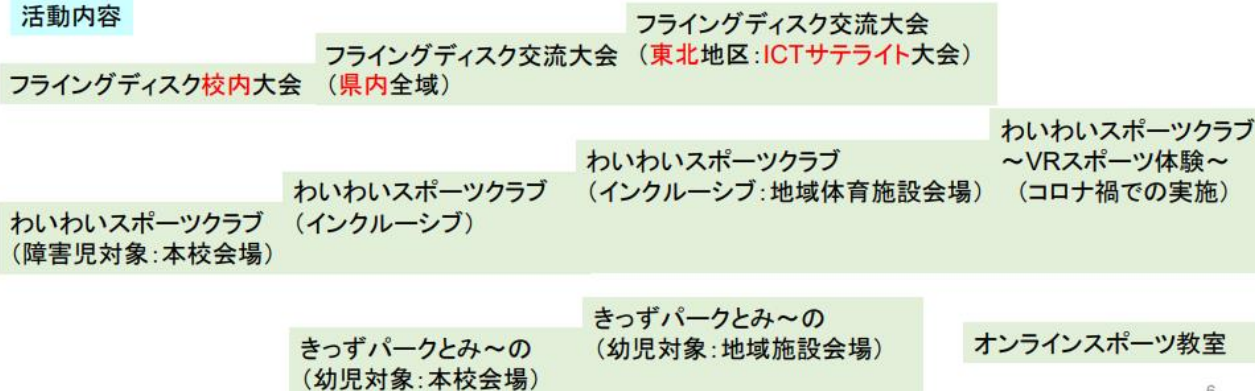 活動内容
フライングディスク校内大会
フライングディスク交流大会
（県内全域）
フライングディスク交流大会
（東北地区：ICTサテライト大会）
わいわいスポーツクラブ
（障害児対象：本校会場）
わいわいスポーツクラブ
（インクルーシブ）
わいわいスポーツクラブ
（インクルーシブ：地域体育施設会場）
わいわいスポーツクラブ
～VRスポーツ体験～
（コロナ禍での実施）
きっずパークとみ～の
（幼児対象：本校会場）
きっずパークとみ～の
（幼児対象：地域施設会場）
オンラインスポーツ教室
6